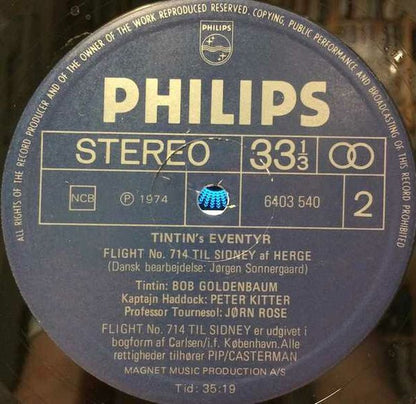 ALL RIGHTS OF THE RECORD PRODUCER AND OF THE OWNER OF THE WORK REPRODUCED RESERVED. COPYING, PUBLIC PERFORMANCE AND BROADCASTING OF THIS RECORD PROHIBITED
PHILIPS
PHILIPS
STEREO 33 1/3
NCB Ⓟ 1974 6403 540 2
TINTIN's EVENTYR
FLIGHT No. 714 TIL SIDNEY af HERGE
(Dansk bearbejdelse: Jørgen Sonnergaard)
Tintin: BOB GOLDENBAUM
Kaptajn Haddock: PETER KITTER
Professor Tournesol: JØRN ROSE
FLIGHT No. 714 TIL SIDNEY er udgivet i
bogform af Carlsen/i.f. København.Alle
rettigheder tilhører PIP/CASTERMAN
MAGNET MUSIC PRODUCTION A/S
Tid: 35:19